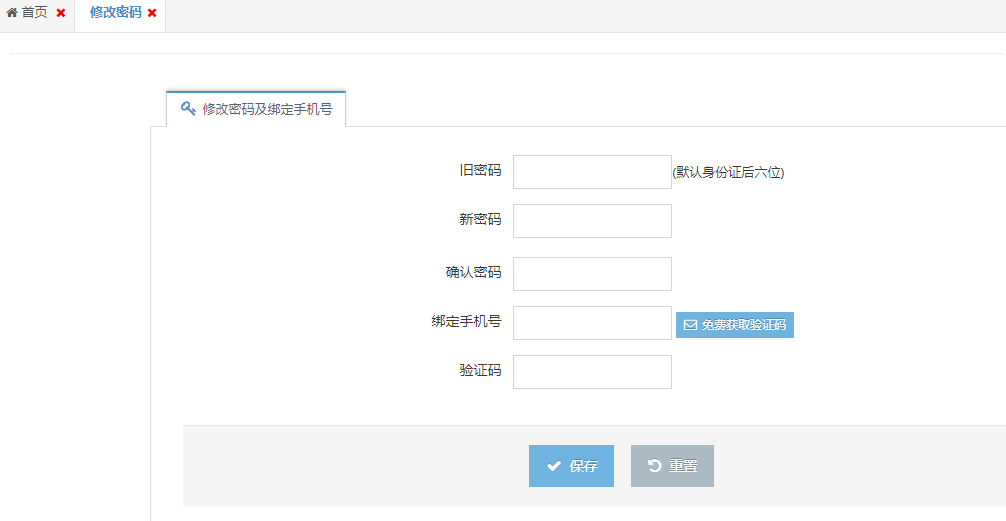 首页 修改密码
修改密码及绑定手机号
旧密码 (默认身份证后六位)
新密码
确认密码
绑定手机号 免费获取验证码
验证码
保存 重置